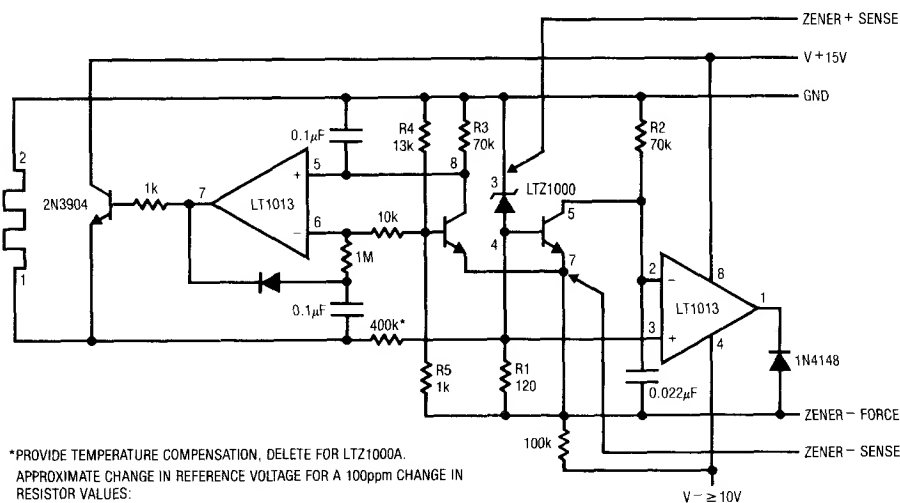 ZENER + SENSE
V + 15V
GND
2
0.1µF
R4
13k
R3
70k
R2
70k
8
3
LTZ1000
5
1k
7
2N3904
LT1013
+
5
−
6
10k
4
7
1
1M
0.1µF
400k*
2
−
8
LT1013
1
3
+
4
1N4148
R5
1k
R1
120
0.022µF
ZENER − FORCE
100k
ZENER − SENSE
V − ≥ 10V
*PROVIDE TEMPERATURE COMPENSATION, DELETE FOR LTZ1000A.
APPROXIMATE CHANGE IN REFERENCE VOLTAGE FOR A 100ppm CHANGE IN
RESISTOR VALUES: